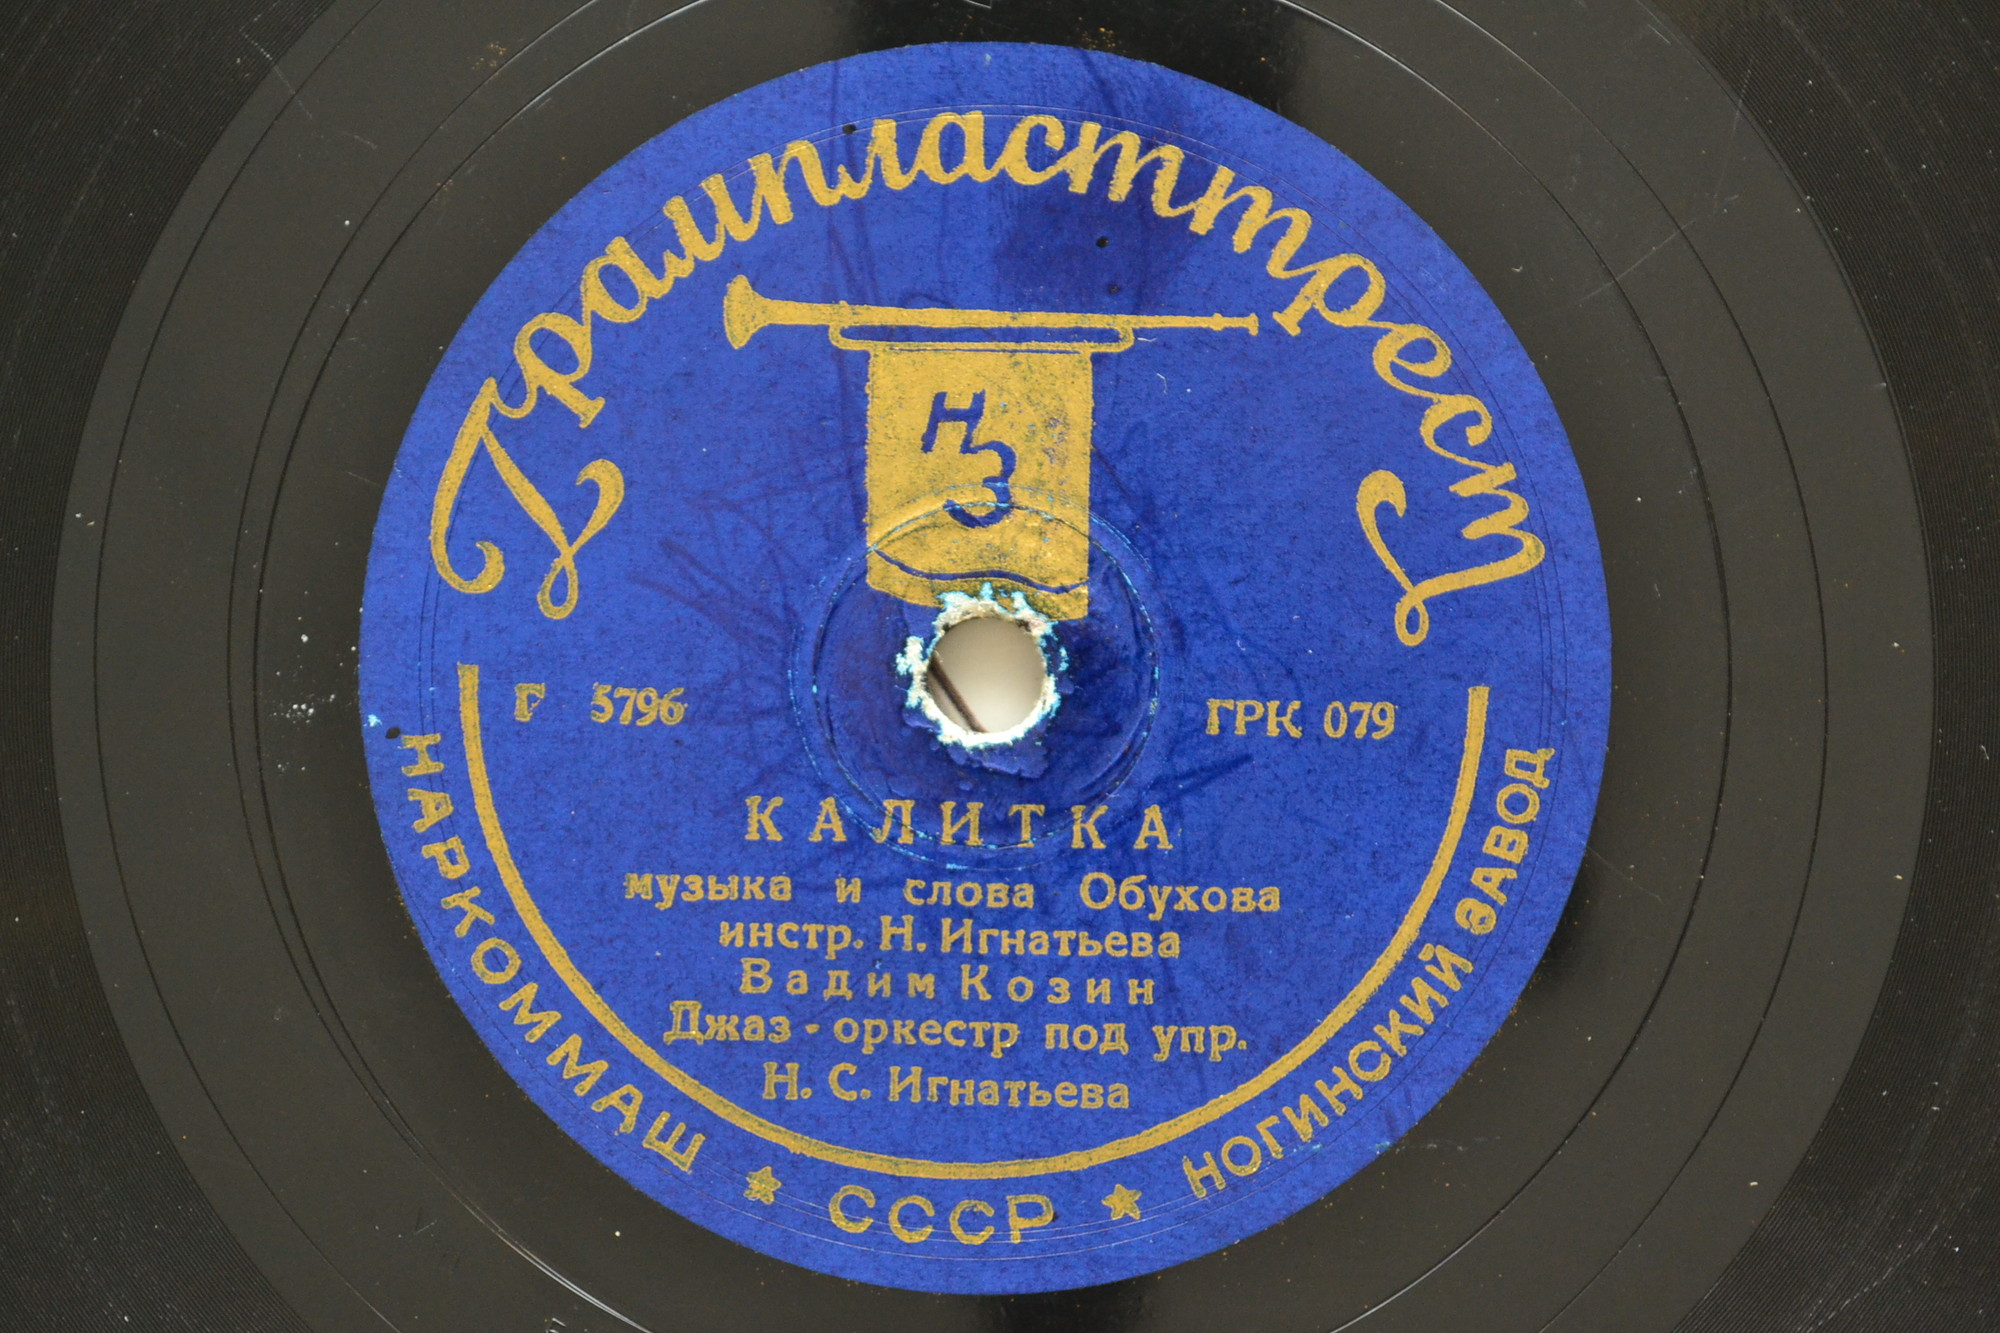 Грампласттрест
НЗ
Г 5796
ГРК 079
КАЛИТКА
музыка и слова Обухова
инстр. Н. Игнатьева
Вадим Козин
Джаз-оркестр под упр.
Н. С. Игнатьева
НАРКОММАШ ★ СССР ★ НОГИНСКИЙ ЗАВОД